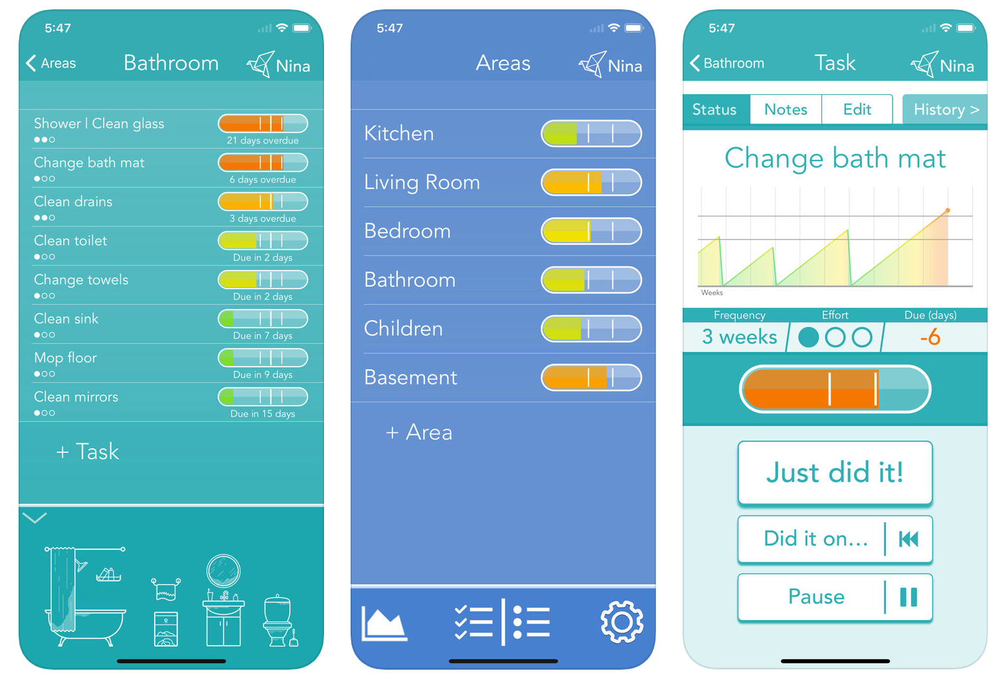 5:47
Areas
Bathroom
Nina
Shower | Clean glass
21 days overdue
Change bath mat
6 days overdue
Clean drains
3 days overdue
Clean toilet
Due in 2 days
Change towels
Due in 2 days
Clean sink
Due in 7 days
Mop floor
Due in 9 days
Clean mirrors
Due in 15 days
+ Task
5:47
Areas
Nina
Kitchen
Living Room
Bedroom
Bathroom
Children
Basement
+ Area
5:47
Bathroom
Task
Nina
Status
Notes
Edit
History >
Change bath mat
Weeks
Frequency
Effort
Due (days)
3 weeks
-6
Just did it!
Did it on...
Pause